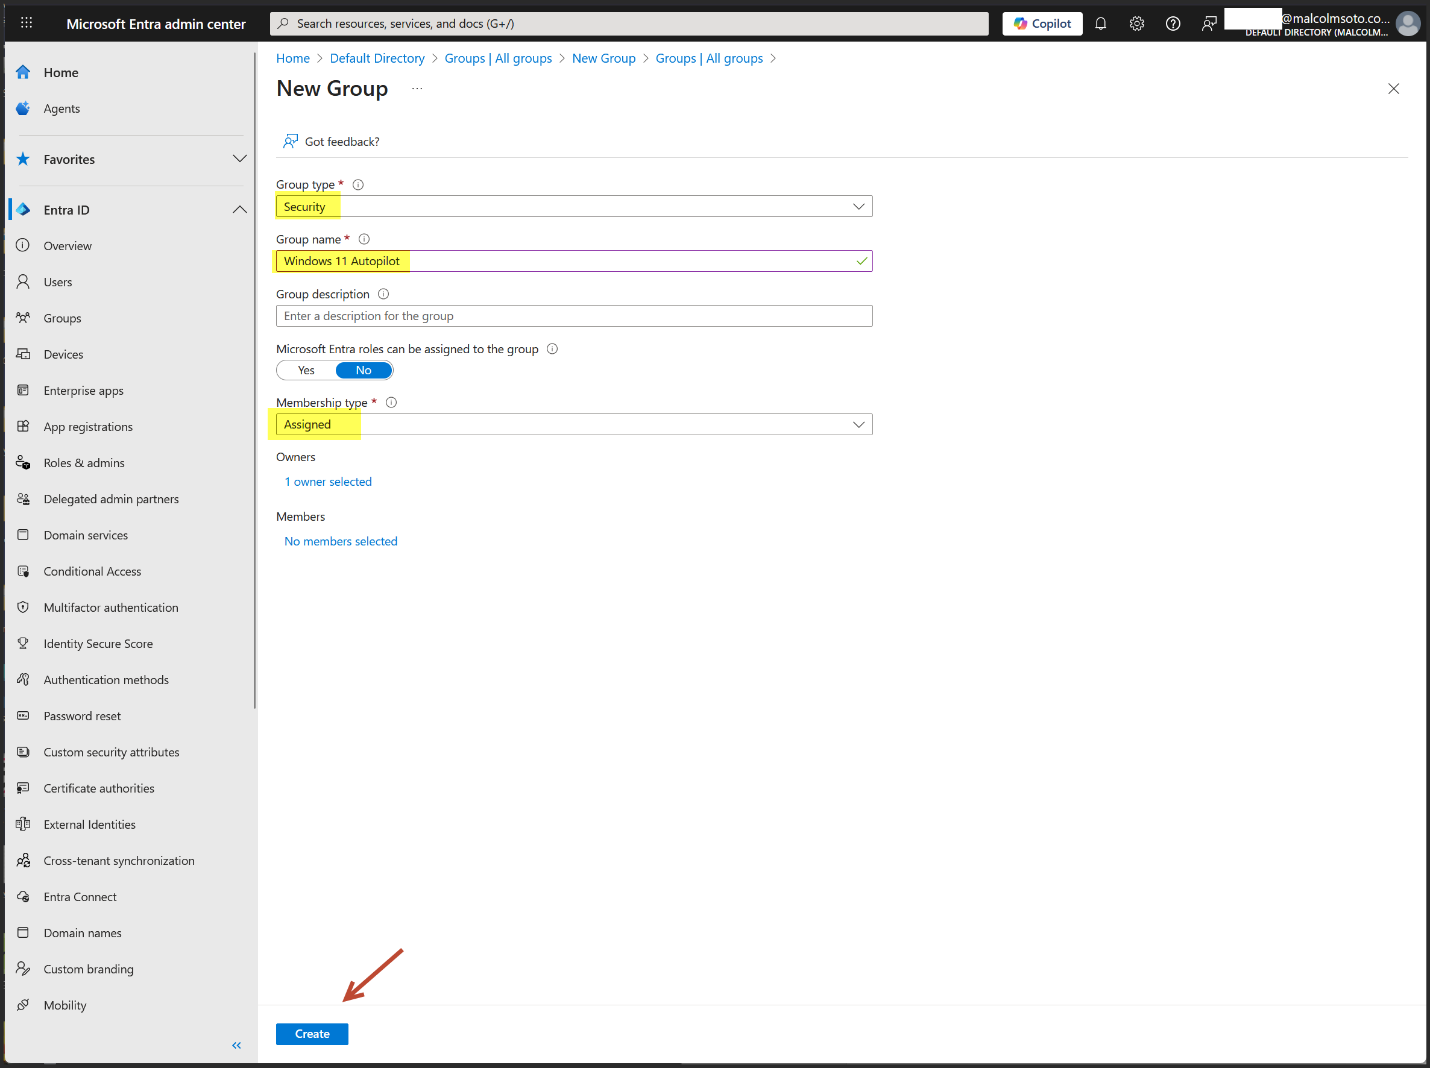 Microsoft Entra admin center
Search resources, services, and docs (G+/)
Copilot
@malcolmsoto.co...
DEFAULT DIRECTORY (MALCOLM...
Home
Agents
Favorites
Entra ID
Overview
Users
Groups
Devices
Enterprise apps
App registrations
Roles & admins
Delegated admin partners
Domain services
Conditional Access
Multifactor authentication
Identity Secure Score
Authentication methods
Password reset
Custom security attributes
Certificate authorities
External Identities
Cross-tenant synchronization
Entra Connect
Domain names
Custom branding
Mobility
Home > Default Directory > Groups | All groups > New Group > Groups | All groups >
New Group ...
Got feedback?
Group type *
Security
Group name *
Windows 11 Autopilot
Group description
Enter a description for the group
Microsoft Entra roles can be assigned to the group
Yes No
Membership type *
Assigned
Owners
1 owner selected
Members
No members selected
Create